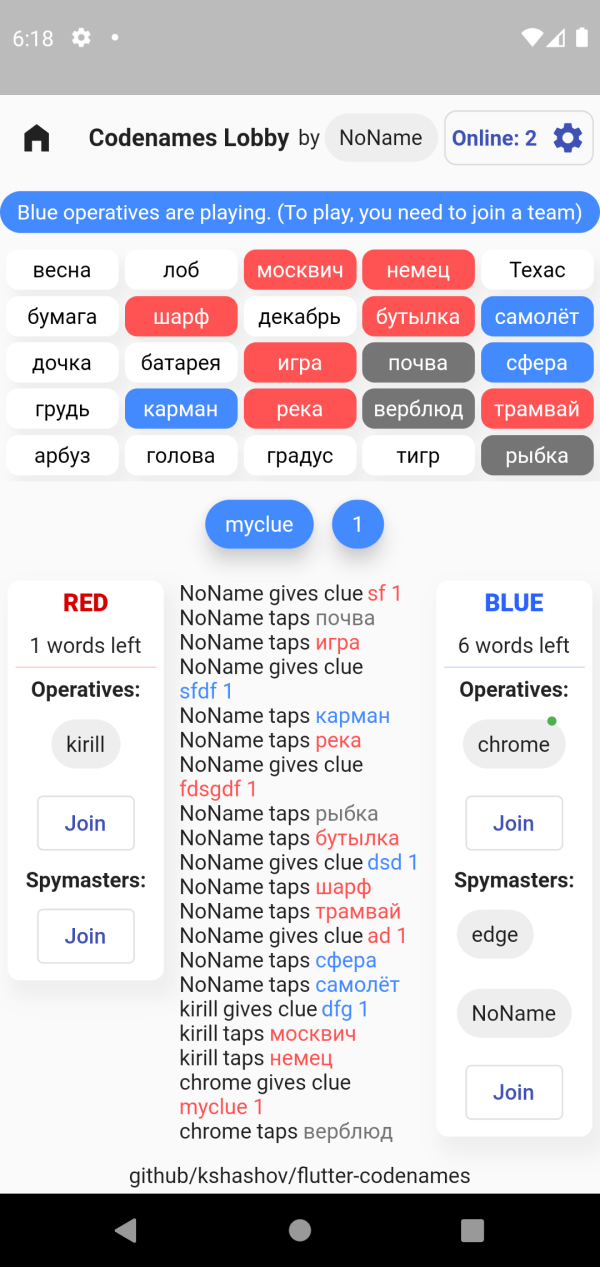 6:18
Codenames Lobby by NoName Online: 2
Blue operatives are playing. (To play, you need to join a team)
весна лоб москвич немец Техас
бумага шарф декабрь бутылка самолёт
дочка батарея игра почва сфера
грудь карман река верблюд трамвай
арбуз голова градус тигр рыбка
myclue 1
RED
1 words left
Operatives:
kirill
Join
Spymasters:
Join
NoName gives clue sf 1
NoName taps почва
NoName taps игра
NoName gives clue
sfdf 1
NoName taps карман
NoName taps река
NoName gives clue
fdsgdf 1
NoName taps рыбка
NoName taps бутылка
NoName gives clue dsd 1
NoName taps шарф
NoName taps трамвай
NoName gives clue ad 1
NoName taps сфера
NoName taps самолёт
kirill gives clue dfg 1
kirill taps москвич
kirill taps немец
chrome gives clue
myclue 1
chrome taps верблюд
BLUE
6 words left
Operatives:
chrome
Join
Spymasters:
edge
NoName
Join
github/kshashov/flutter-codenames